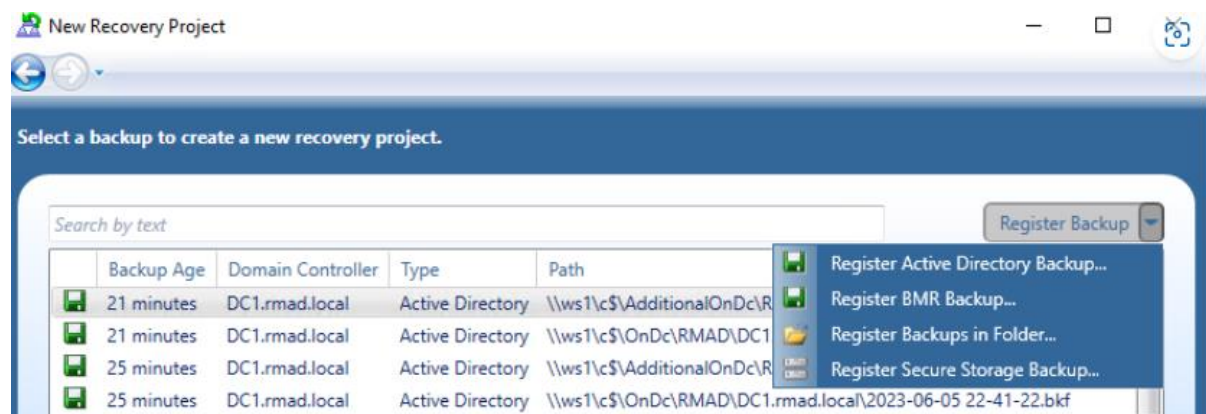 New Recovery Project
Select a backup to create a new recovery project.
Search by text
Register Backup
Backup Age Domain Controller Type Path
Register Active Directory Backup...
21 minutes DC1.rmad.local Active Directory \\ws1\c$\AdditionalOnDc\R
Register BMR Backup...
21 minutes DC1.rmad.local Active Directory \\ws1\c$\OnDc\RMAD\DC1
Register Backups in Folder...
25 minutes DC1.rmad.local Active Directory \\ws1\c$\AdditionalOnDc\R
Register Secure Storage Backup...
25 minutes DC1.rmad.local Active Directory \\ws1\c$\OnDc\RMAD\DC1.rmad.local\2023-06-05 22-41-22.bkf